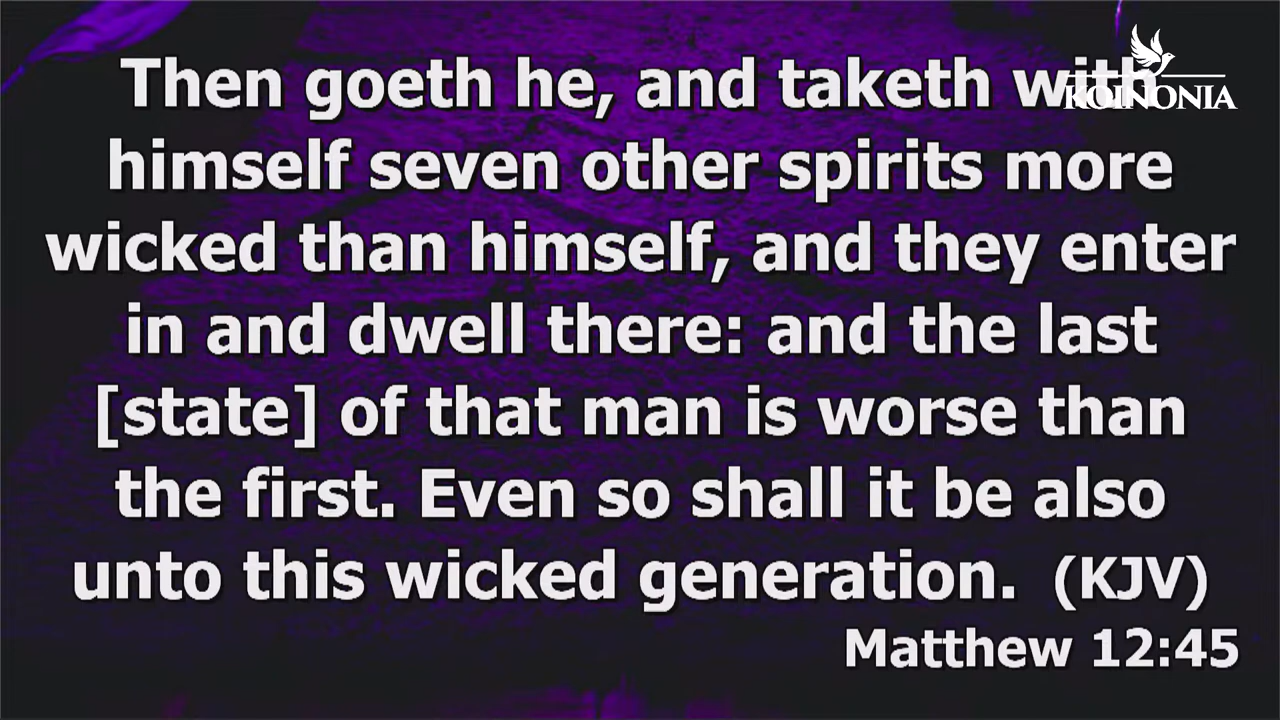 Then goeth he, and taketh with
KOINONIA
himself seven other spirits more
wicked than himself, and they enter
in and dwell there: and the last
[state] of that man is worse than
the first. Even so shall it be also
unto this wicked generation. (KJV)
Matthew 12:45